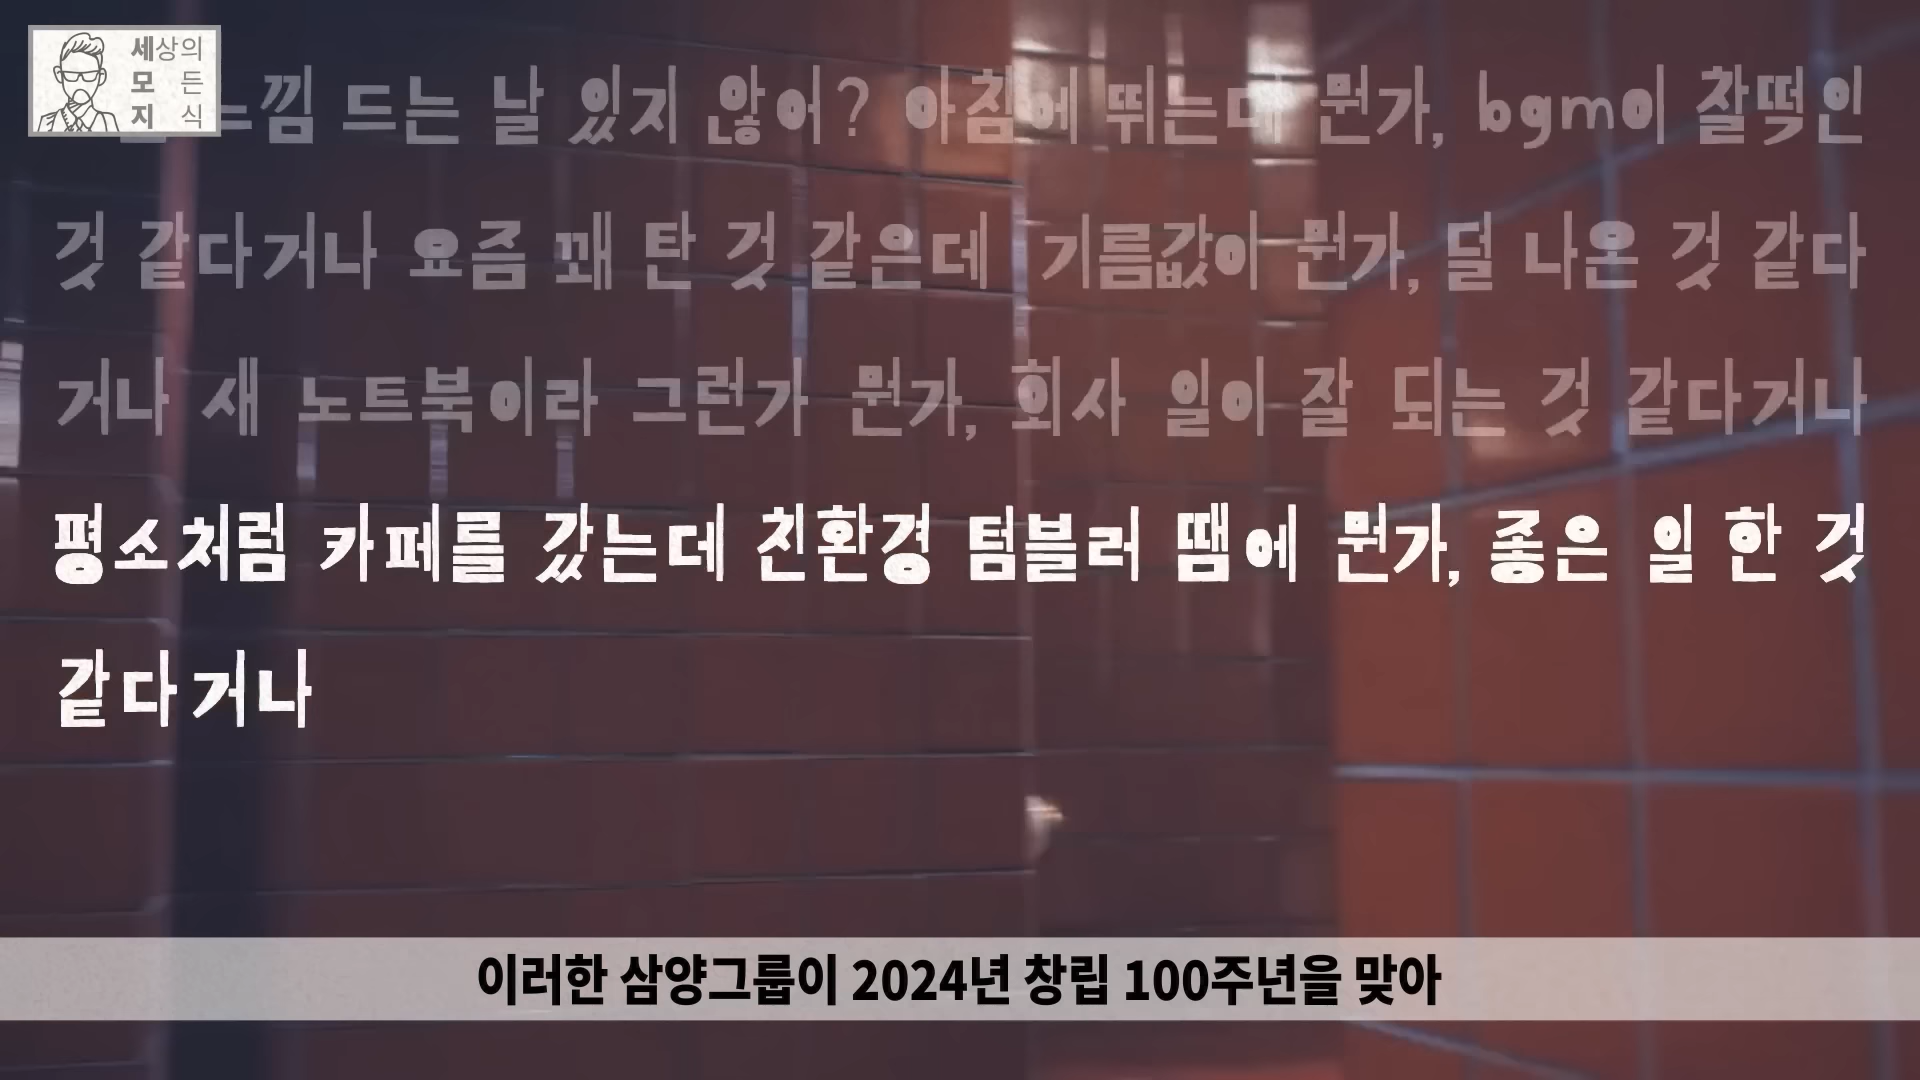 세상의
모든
지식
느낌 드는 날 있지 않어? 아침에 뛰는데 뭔가, bgm이 찰떡인
것 같다거나 요즘 꽤 탄 것 같은데 기름값이 뭔가, 덜 나온 것 같다
거나 새 노트북이라 그런가 뭔가, 회사 일이 잘 되는 것 같다거나
평소처럼 카페를 갔는데 친환경 텀블러 땜에 뭔가, 좋은 일 한 것
같다거나
이러한 삼양그룹이 2024년 창립 100주년을 맞아